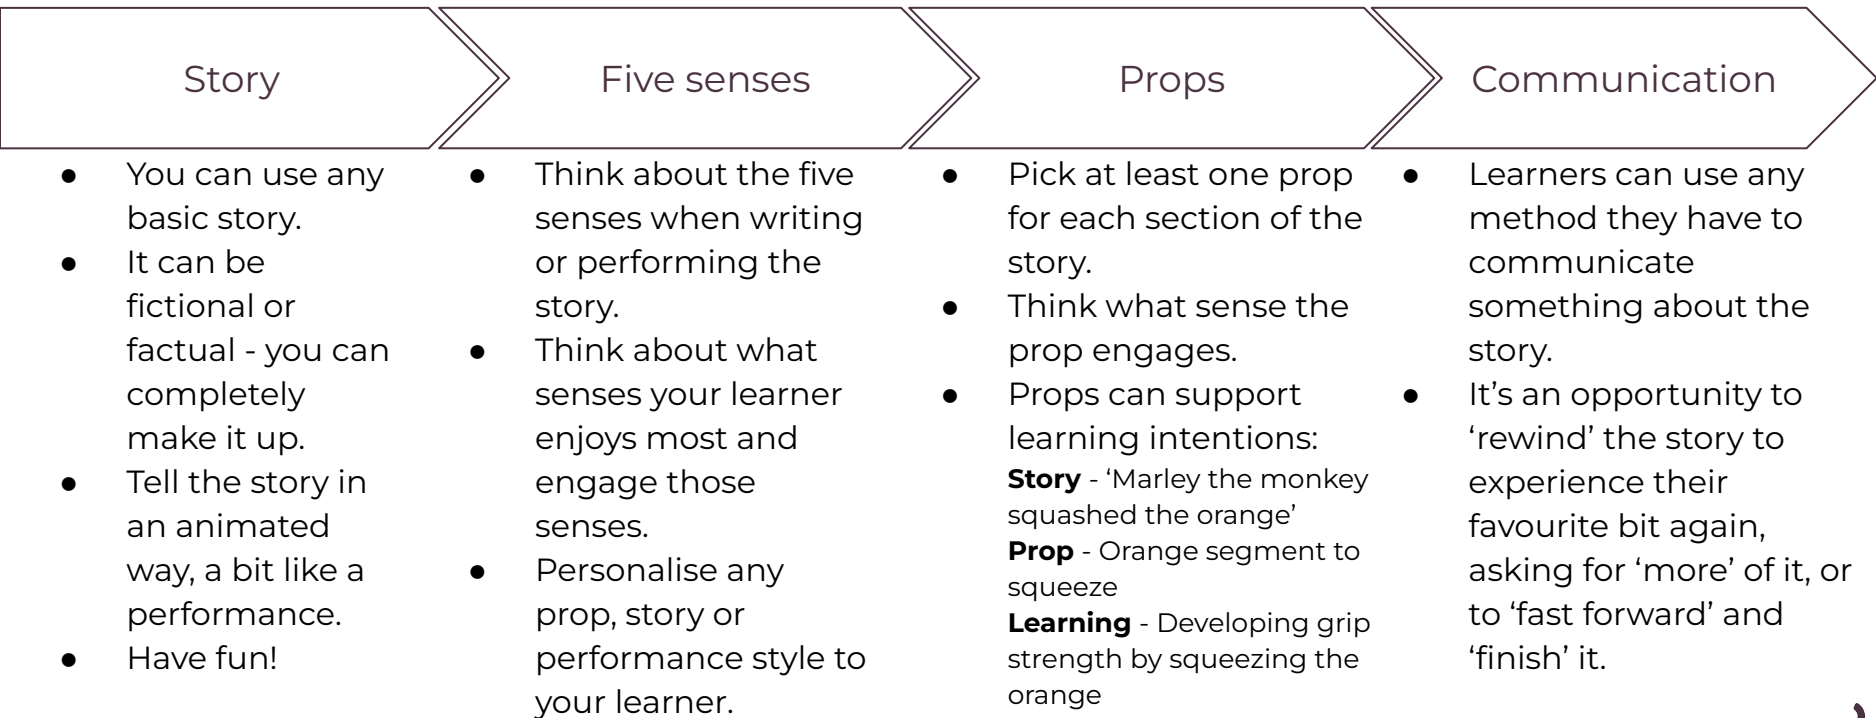 Story
Five senses
Props
Communication
● You can use any
basic story.
● It can be
fictional or
factual - you can
completely
make it up.
● Tell the story in
an animated
way, a bit like a
performance.
● Have fun!
● Think about the five
senses when writing
or performing the
story.
● Think about what
senses your learner
enjoys most and
engage those
senses.
● Personalise any
prop, story or
performance style to
your learner.
● Pick at least one prop
for each section of the
story.
● Think what sense the
prop engages.
● Props can support
learning intentions:
Story - ‘Marley the monkey
squashed the orange’
Prop - Orange segment to
squeeze
Learning - Developing grip
strength by squeezing the
orange
● Learners can use any
method they have to
communicate
something about the
story.
● It’s an opportunity to
‘rewind’ the story to
experience their
favourite bit again,
asking for ‘more’ of it, or
to ‘fast forward’ and
‘finish’ it.